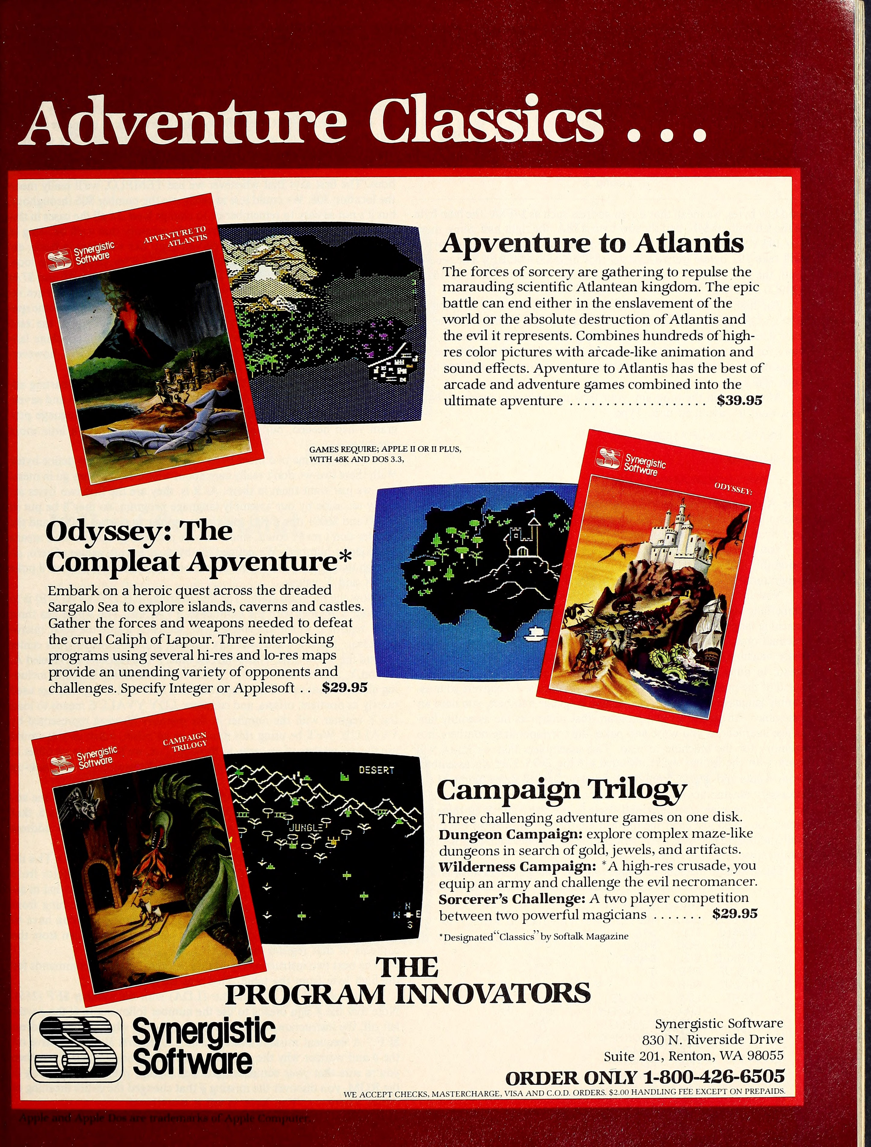 Adventure Classics . . .
Synergistic
Software
APVENTURE TO
ATLANTIS
Apventure to Atlantis
The forces of sorcery are gathering to repulse the
marauding scientific Atlantean kingdom. The epic
battle can end either in the enslavement of the
world or the absolute destruction of Atlantis and
the evil it represents. Combines hundreds of high-
res color pictures with arcade-like animation and
sound effects. Apventure to Atlantis has the best of
arcade and adventure games combined into the
ultimate apventure . . . . . . . . . . . . . . . . . . . $39.95
GAMES REQUIRE; APPLE II OR II PLUS,
WITH 48K AND DOS 3.3,
Synergistic
Software
ODYSSEY:
Odyssey: The
Compleat Apventure*
Embark on a heroic quest across the dreaded
Sargalo Sea to explore islands, caverns and castles.
Gather the forces and weapons needed to defeat
the cruel Caliph of Lapour. Three interlocking
programs using several hi-res and lo-res maps
provide an unending variety of opponents and
challenges. Specify Integer or Applesoft . . $29.95
Synergistic
Software
CAMPAIGN
TRILOGY
DESERT
JUNGLE
N
W E
S
Campaign Trilogy
Three challenging adventure games on one disk.
Dungeon Campaign: explore complex maze-like
dungeons in search of gold, jewels, and artifacts.
Wilderness Campaign: *A high-res crusade, you
equip an army and challenge the evil necromancer.
Sorcerer's Challenge: A two player competition
between two powerful magicians . . . . . . . $29.95
*Designated "Classics" by Softalk Magazine
THE
PROGRAM INNOVATORS
Synergistic
Software
Synergistic Software
830 N. Riverside Drive
Suite 201, Renton, WA 98055
ORDER ONLY 1-800-426-6505
WE ACCEPT CHECKS, MASTERCHARGE, VISA AND C.O.D. ORDERS. $2.00 HANDLING FEE EXCEPT ON PREPAIDS.
Apple and Apple Dos are trademarks of Apple Computer